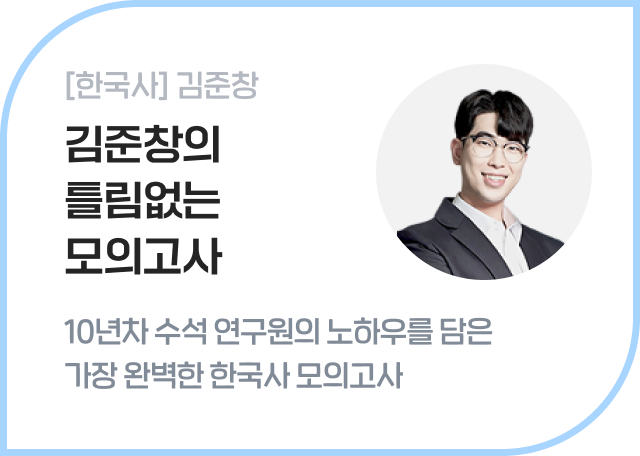 [한국사] 김준창
김준창의
틀림없는
모의고사
10년차 수석 연구원의 노하우를 담은
가장 완벽한 한국사 모의고사